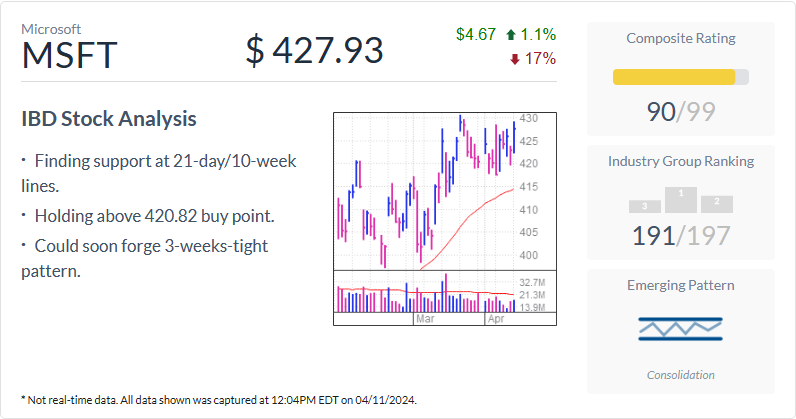 Microsoft
MSFT
$ 427.93
$4.67 1.1%
17%
IBD Stock Analysis
• Finding support at 21-day/10-week
lines.
• Holding above 420.82 buy point.
• Could soon forge 3-weeks-tight
pattern.
430
425
420
415
410
405
400
32.7M
21.3M
13.9M
Mar
Apr
Composite Rating
90/99
Industry Group Ranking
3
1
2
191/197
Emerging Pattern
Consolidation
* Not real-time data. All data shown was captured at 12:04PM EDT on 04/11/2024.